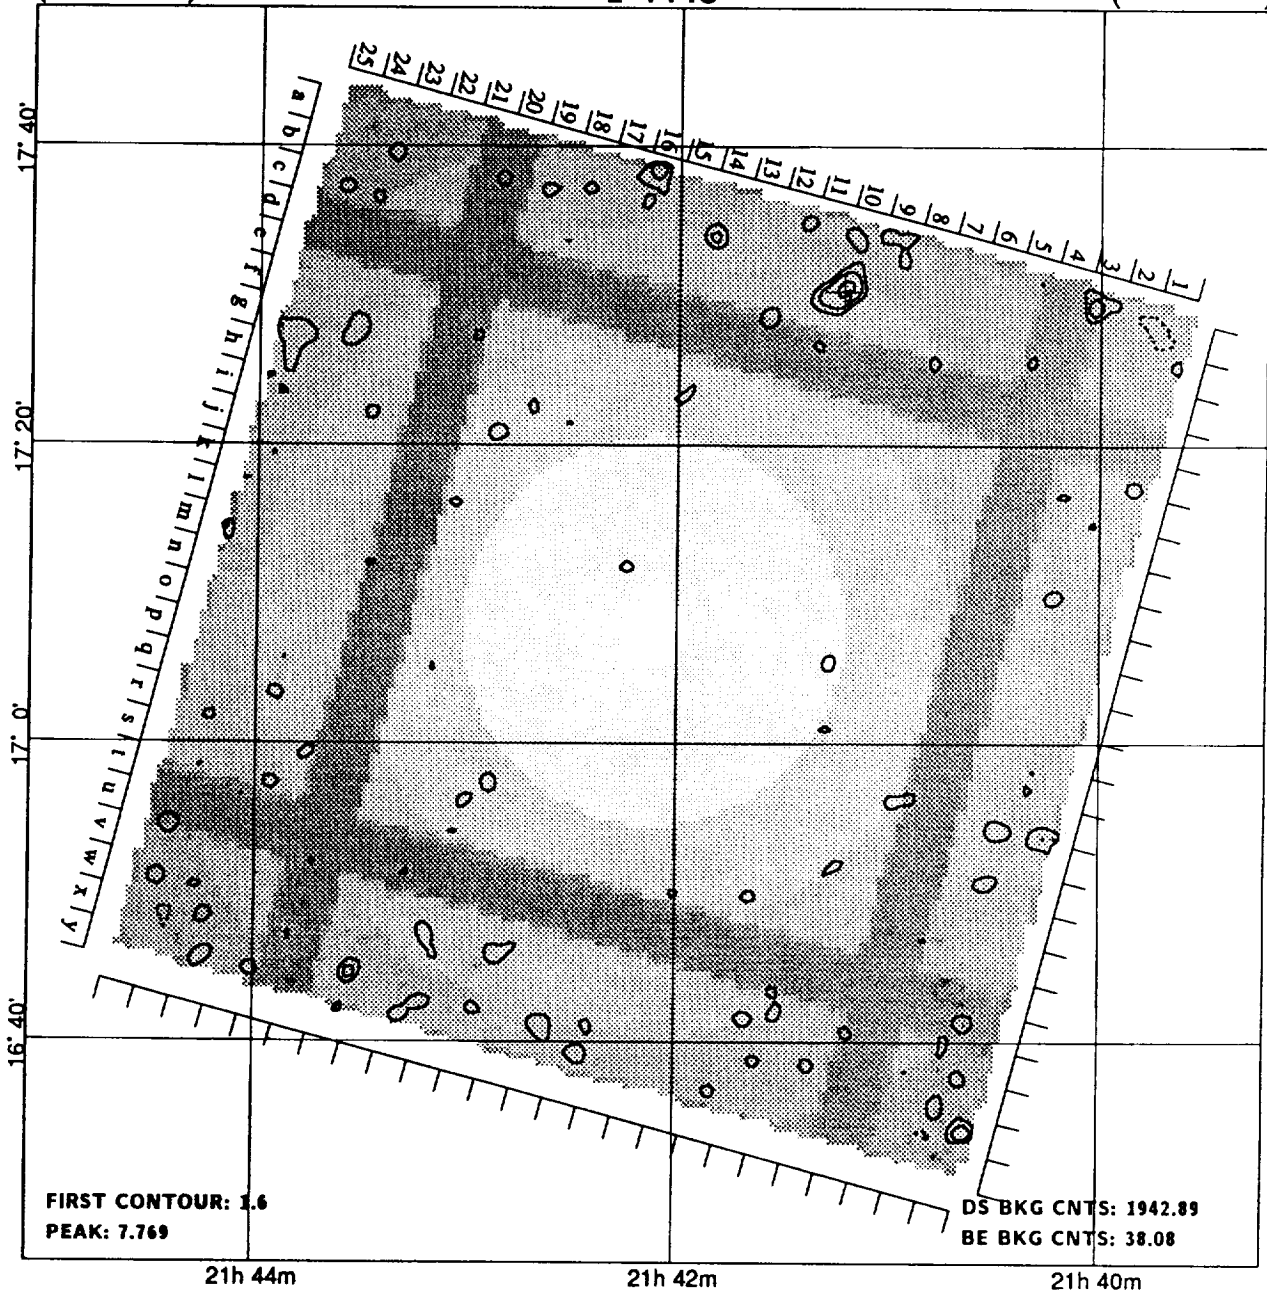 25 24 23 22 21 20 19 18 17 16 15 14 13 12 11 10 9 8 7 6 5 4 3 2 1
a b c d e f g h i j k l m n o p q r s t u v w x y
17° 40'
17° 20'
17° 0'
16° 40'
FIRST CONTOUR: 1.6
PEAK: 7.769
DS BKG CNTS: 1942.89
BE BKG CNTS: 38.08
21h 44m
21h 42m
21h 40m